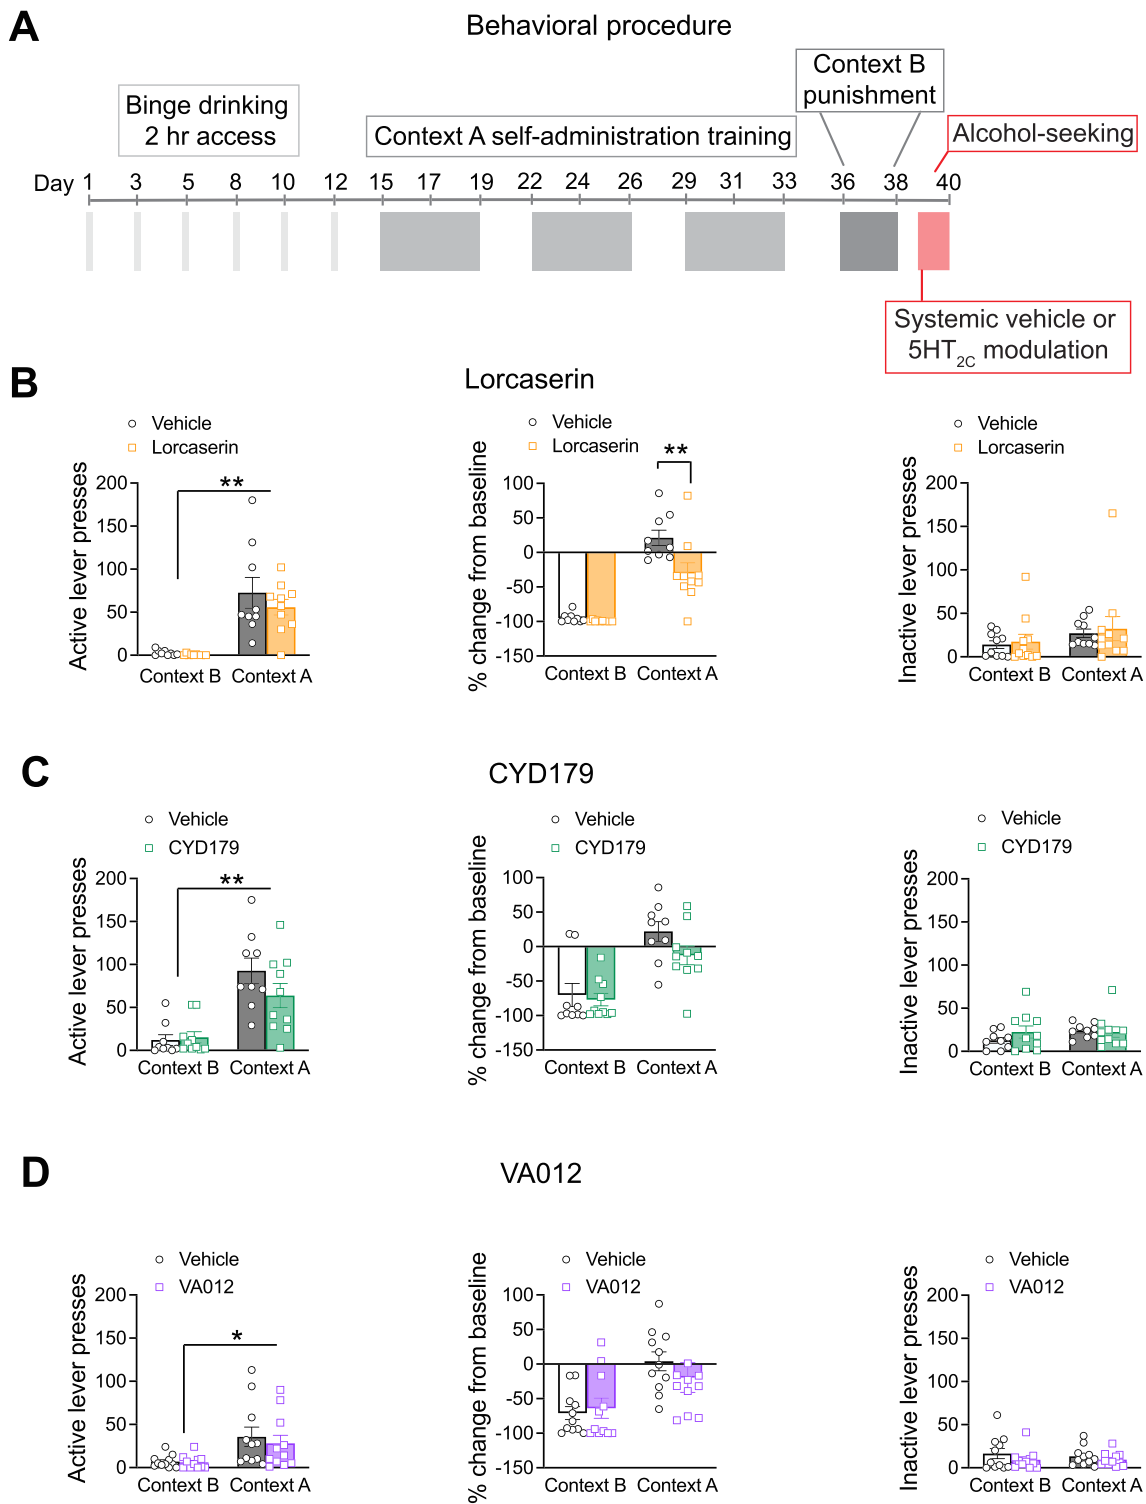 A
Behavioral procedure
Binge drinking
2 hr access
Context A self-administration training
Context B
punishment
Alcohol-seeking
Day 1 3 5 8 10 12 15 17 19 22 24 26 29 31 33 36 38 40
Systemic vehicle or
5HT2C modulation
B
Lorcaserin
Vehicle
Lorcaserin
Active lever presses
200
150
100
50
0
**
Context B Context A
Vehicle
Lorcaserin
% change from baseline
100
50
0
-50
-100
-150
**
Context B Context A
Vehicle
Lorcaserin
Inactive lever presses
200
150
100
50
0
Context B Context A
C
CYD179
Vehicle
CYD179
Active lever presses
200
150
100
50
0
**
Context B Context A
Vehicle
CYD179
% change from baseline
100
50
0
-50
-100
-150
Context B Context A
Vehicle
CYD179
Inactive lever presses
200
150
100
50
0
Context B Context A
D
VA012
Vehicle
VA012
Active lever presses
200
150
100
50
0
*
Context B Context A
Vehicle
VA012
% change from baseline
100
50
0
-50
-100
-150
Context B Context A
Vehicle
VA012
Inactive lever presses
200
150
100
50
0
Context B Context A